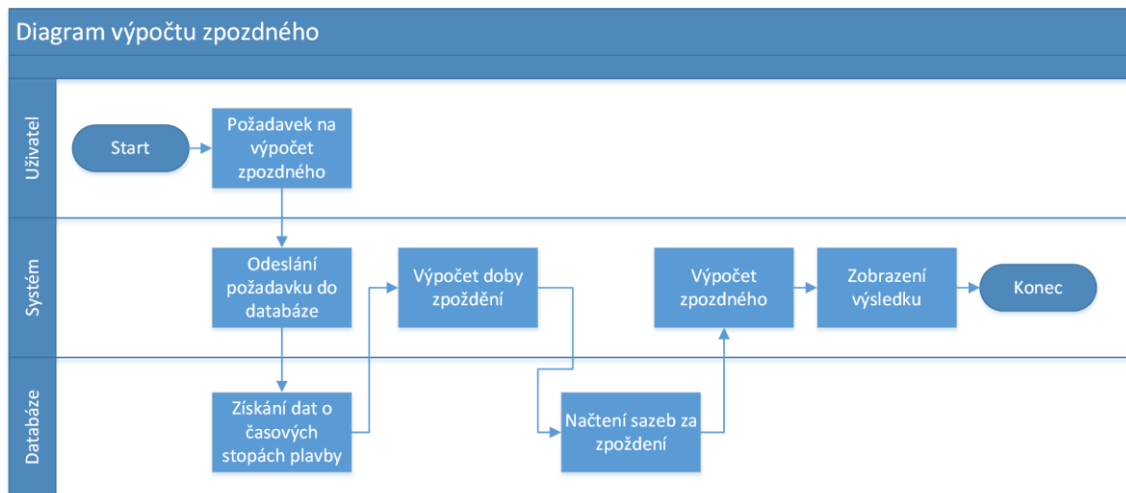 Diagram výpočtu zpozdného
Uživatel
Start
Požadavek na
výpočet
zpozdného
Systém
Odeslání
požadavku do
databáze
Výpočet doby
zpoždění
Výpočet
zpozdného
Zobrazení
výsledku
Konec
Databáze
Získání dat o
časových
stopách plavby
Načtení sazeb za
zpoždení